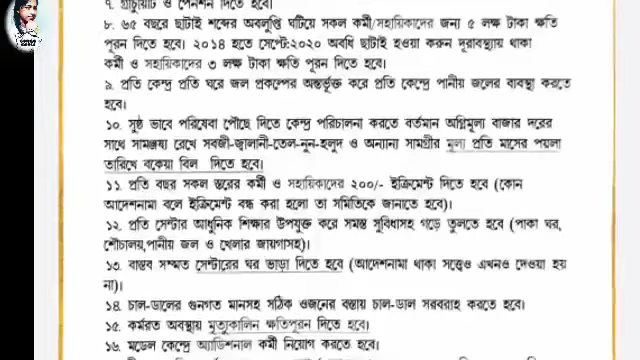 ৭. গ্রাচুয়িটি ও পেনশন দিতে হবে।
৮. ৬৫ বছরে ছাটাই শব্দের অবলুপ্তি ঘটিয়ে সকল কর্মী/সহায়িকাদের জন্য ৫ লক্ষ টাকা ক্ষতি
পূরন দিতে হবে। ২০১৪ হতে সেপ্টে:২০২০ অবধি ছাটাই হওয়া করুন দূরাবস্থ্যায় থাকা
কর্মী ও সহায়িকাদের ৩ লক্ষ টাকা ক্ষতি পূরন দিতে হবে।
৯. প্রতি কেন্দ্র প্রতি ঘরে জল প্রকল্পের অন্তর্ভূক্ত করে প্রতি কেন্দ্রে পানীয় জলের ব্যবস্থা করতে
হবে।
১০. সুষ্ঠ ভাবে পরিষেবা পৌছে দিতে কেন্দ্র পরিচালনা করতে বর্তমান অগ্নিমূল্য বাজার দরের
সাথে সামঞ্জয্য রেখে সবজী-জ্বালানী-তেল-নুন-হলুদ ও অন্যান্য সামগ্রীর মূল্য প্রতি মাসের পয়লা
তারিখে বকেয়া বিল দিতে হবে।
১১. প্রতি বছর সকল স্তরের কর্মী ও সহায়িকাদের ২০০/- ইক্রিমেন্ট দিতে হবে (কোন
আদেশনামা বলে ইক্রিমেন্ট বন্ধ করা হলো তা সমিতিকে জানাতে হবে)।
১২. প্রতি সেন্টার আধুনিক শিক্ষার উপযুক্ত করে সমস্ত সুবিধাসহ গড়ে তুলতে হবে (পাকা ঘর,
শৌচালয়,পানীয় জল ও খেলার জায়গাসহ)।
১৩. বাস্তব সম্মত সেন্টারের ঘর ভাড়া দিতে হবে (আদেশনামা থাকা সত্ত্বেও এখনও দেওয়া হয়
না)।
১৪. চাল-ডালের গুনগত মানসহ সঠিক ওজনের বস্তায় চাল-ডাল সরবরাহ করতে হবে।
১৫. কর্মরত অবস্থায় মৃত্যুকালিন ক্ষতিপূরন দিতে হবে।
১৬. মডেল কেন্দ্রে অ্যাডিশনাল কর্মী নিয়োগ করতে হবে।